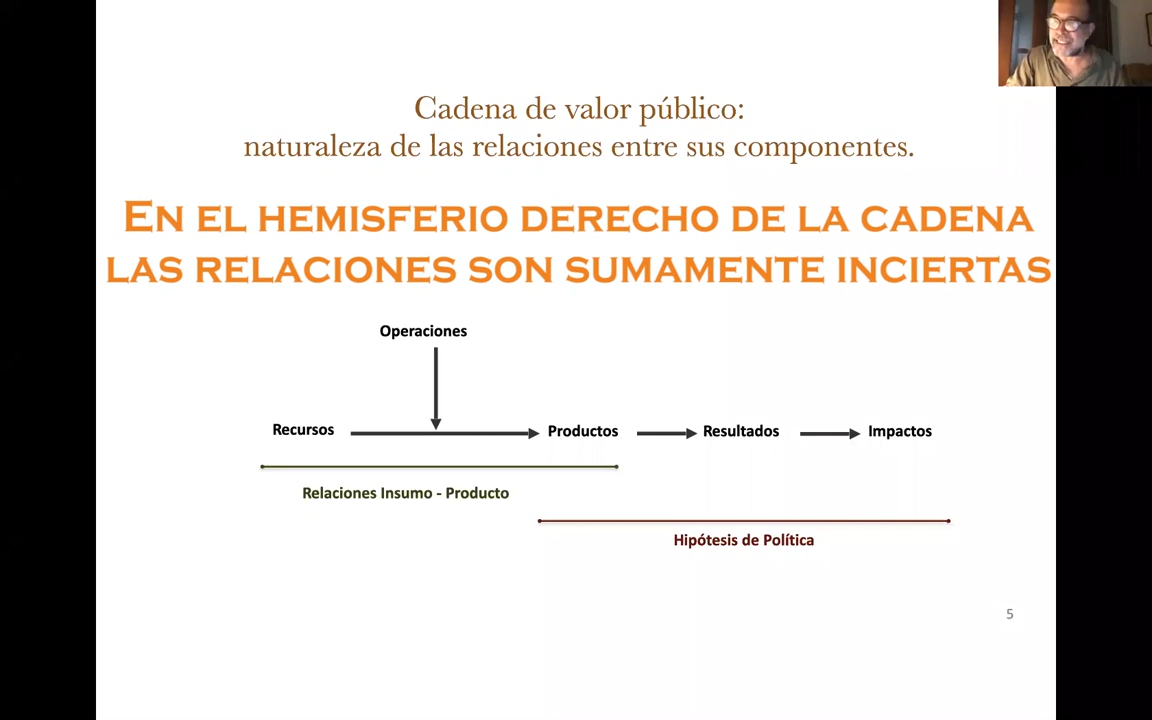 Cadena de valor público:
naturaleza de las relaciones entre sus componentes.
EN EL HEMISFERIO DERECHO DE LA CADENA
LAS RELACIONES SON SUMAMENTE INCIERTAS
Operaciones
Recursos Productos Resultados Impactos
Relaciones Insumo - Producto
Hipótesis de Política
5